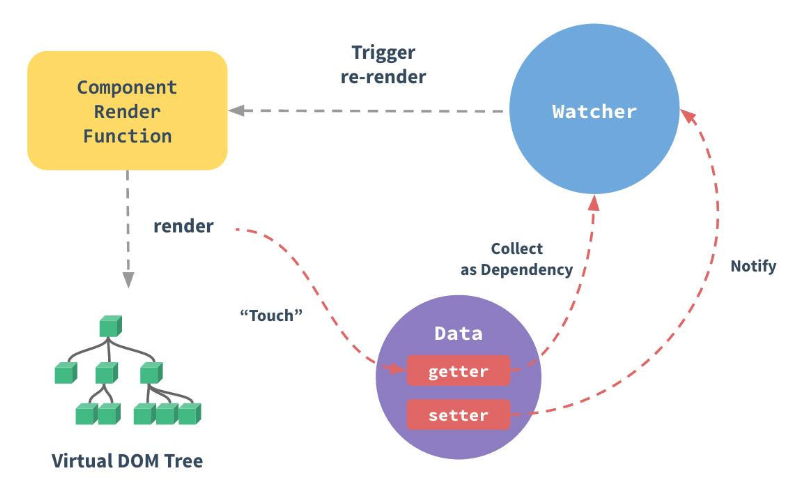 Trigger
re-render
Component
Render
Function
Watcher
render
Collect
as Dependency
Notify
“Touch”
Data
getter
setter
Virtual DOM Tree